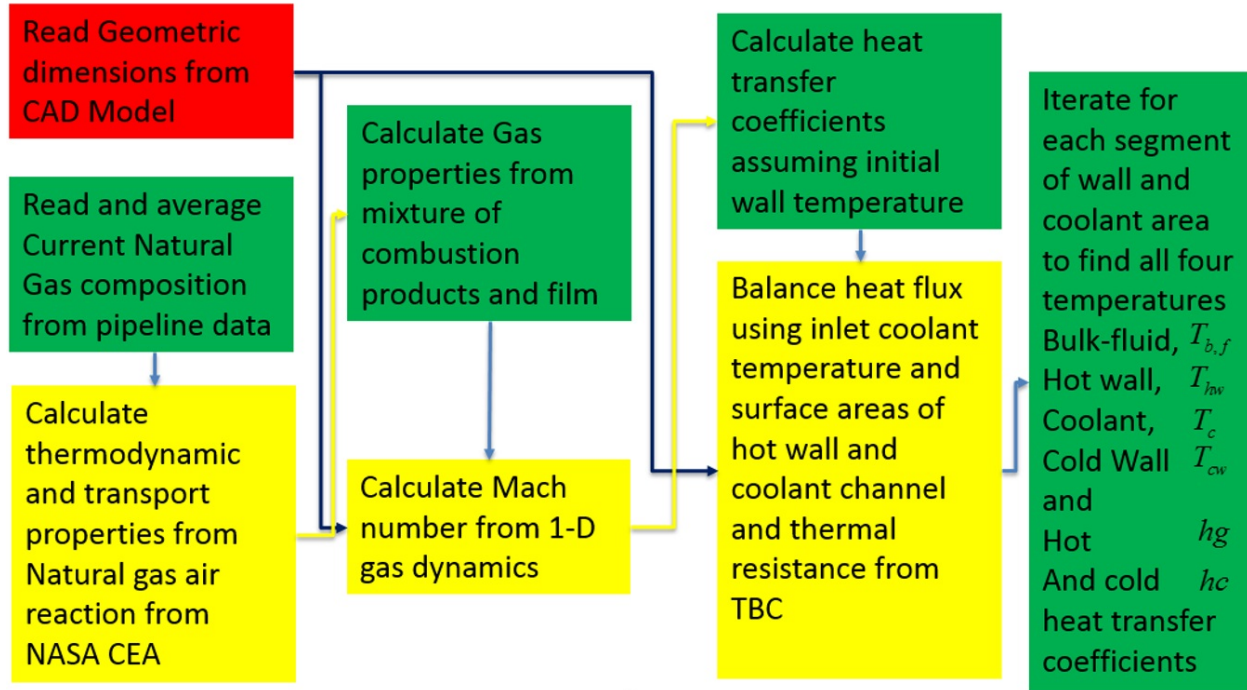 Read Geometric
dimensions from
CAD Model
Read and average
Current Natural
Gas composition
from pipeline data
Calculate
thermodynamic
and transport
properties from
Natural gas air
reaction from
NASA CEA
Calculate Gas
properties from
mixture of
combustion
products and film
Calculate Mach
number from 1-D
gas dynamics
Calculate heat
transfer
coefficients
assuming initial
wall temperature
Balance heat flux
using inlet coolant
temperature and
surface areas of
hot wall and
coolant channel
and thermal
resistance from
TBC
Iterate for
each segment
of wall and
coolant area
to find all four
temperatures
Bulk-fluid, T_{b,f}
Hot wall, T_{hw}
Coolant, T_c
Cold Wall T_{cw}
and
Hot hg
And cold hc
heat transfer
coefficients